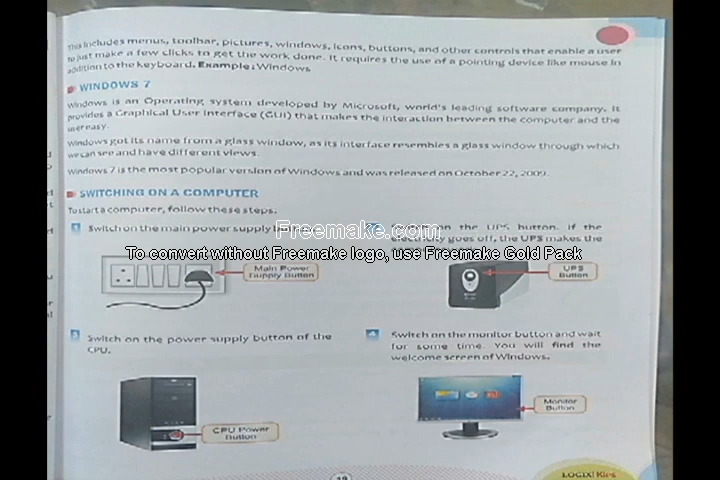 This includes menus, toolbar, pictures, windows, icons, buttons, and other controls that enable a user
to just make a few clicks to get the work done. It requires the use of a pointing device like mouse in
addition to the keyboard. Example: Windows.
WINDOWS 7
Windows is an Operating system developed by Microsoft, world's leading software company. It
provides a Graphical User Interface (GUI) that makes the interaction between the computer and the
user easy.
Windows got its name from a glass window, as its interface resembles a glass window through which
we can see and have different views.
Windows 7 is the most popular version of Windows and was released on October 22, 2009.
SWITCHING ON A COMPUTER
To start a computer, follow these steps:
1 Switch on the main power supply
the UPS button. If the
electricity goes off, the UPS makes the
Freemake.com
To convert without Freemake logo, use Freemake Gold Pack
Main Power
Supply Button
UPS
Button
3 Switch on the power supply button of the
CPU.
4 Switch on the monitor button and wait
for some time. You will find the
welcome screen of Windows.
CPU Power
Button
Monitor
Button
19
LOGIX! Kids